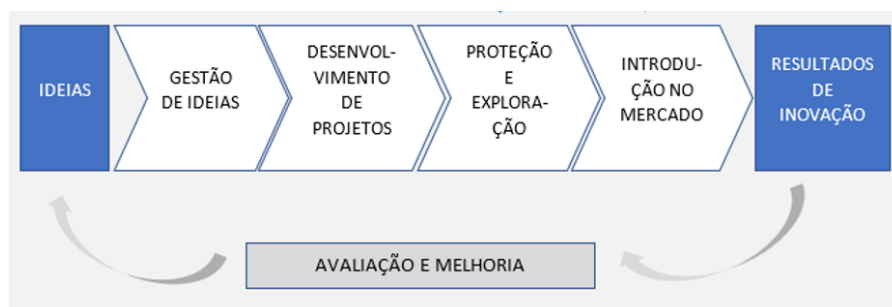 IDEIAS
GESTÃO
DE IDEIAS
DESENVOL-
VIMENTO
DE
PROJETOS
PROTEÇÃO
E
EXPLORA-
ÇÃO
INTRODU-
ÇÃO NO
MERCADO
RESULTADOS
DE
INOVAÇÃO
AVALIAÇÃO E MELHORIA